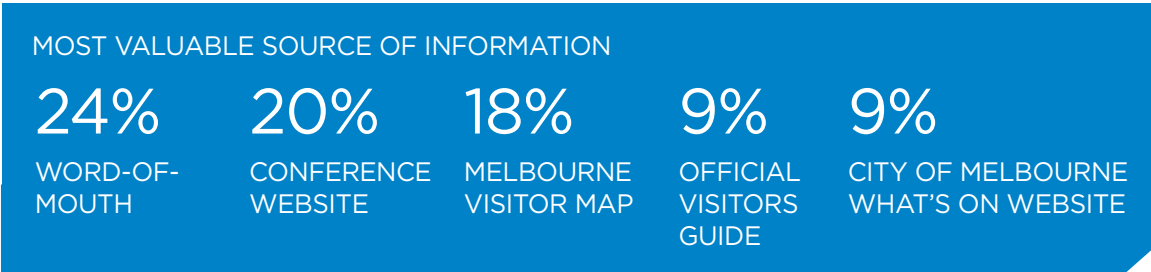 MOST VALUABLE SOURCE OF INFORMATION
24%
WORD-OF-
MOUTH
20%
CONFERENCE
WEBSITE
18%
MELBOURNE
VISITOR MAP
9%
OFFICIAL
VISITORS
GUIDE
9%
CITY OF MELBOURNE
WHAT'S ON WEBSITE